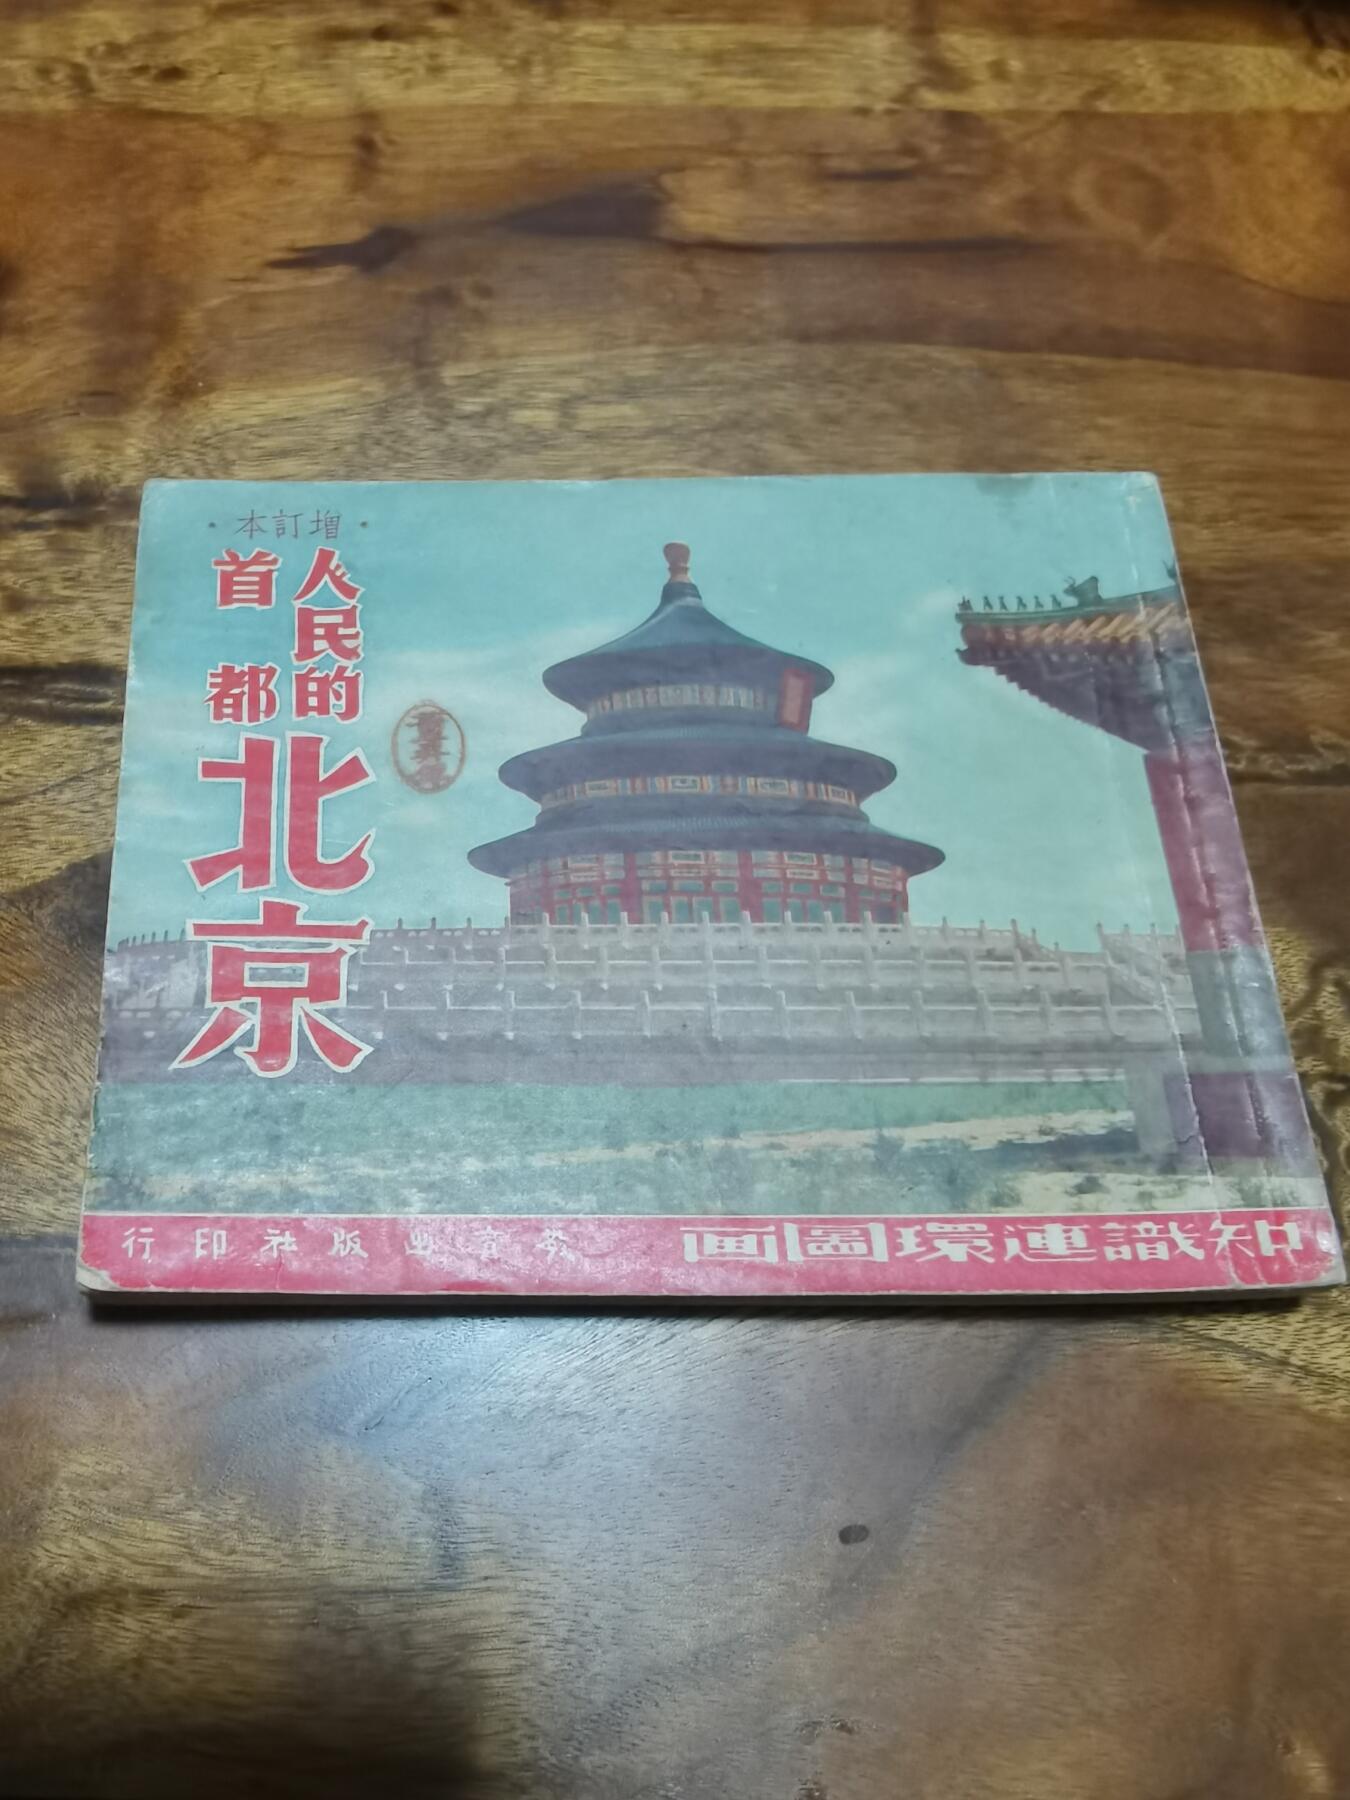 ·增訂本·
人民的
首都
北京
知識連環圖画
教育出版社印行